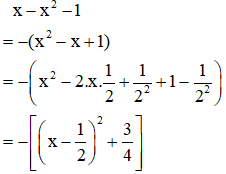 x − x² − 1
= −(x² − x + 1)
= −(x² − 2.x.1/2 + 1/2² + 1 − 1/2²)
= −[(x − 1/2)² + 3/4]